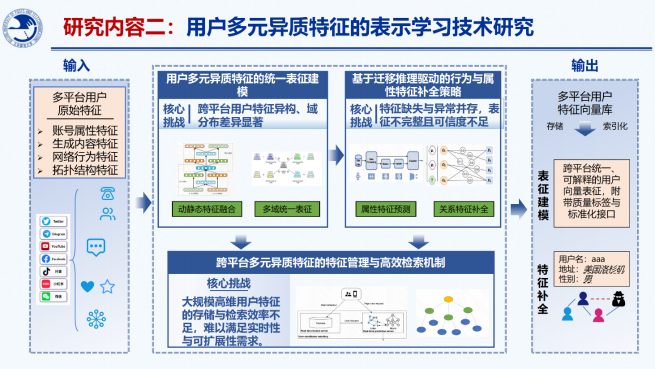 研究内容二：用户多元异质特征的表示学习技术研究
输入
多平台用户
原始特征
➢ 账号属性特征
➢ 生成内容特征
➢ 网络行为特征
➢ 拓扑结构特征
Twitter
Telegram
YouTube
Facebook
抖音
小红书
微信
用户多元异质特征的统一表征建
模
核心
挑战
跨平台用户特征异构、域
分布差异显著
动静态特征融合
多域统一表征
基于迁移推理驱动的行为与属
性特征补全策略
核心
挑战
特征缺失与异常并存，表
征不完整且可信度不足
属性特征预测
关系特征补全
跨平台多元异质特征的特征管理与高效检索机制
核心挑战
大规模高维用户特征
的存储与检索效率不
足，难以满足实时性
与可扩展性需求。
输出
多平台用户
特征向量库
存储
索引化
表征建模
跨平台统一、
可解释的用户
向量表征，附
带质量标签与
标准化接口
特征补全
用户名：aaa
地址：美国洛杉矶
性别：男